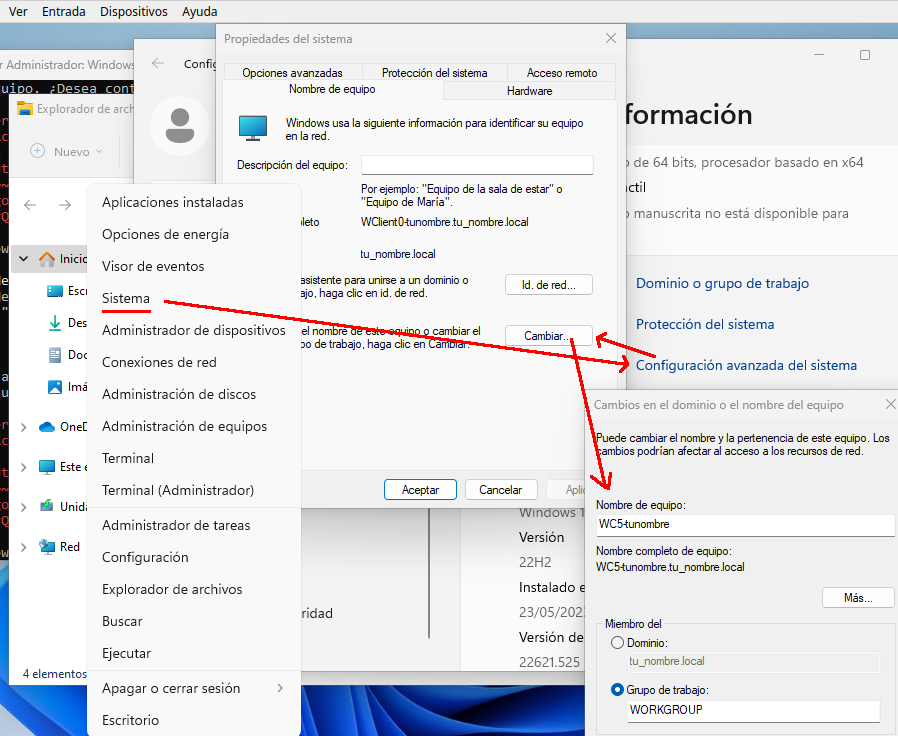 Ver Entrada Dispositivos Ayuda
Administrador: Windows
uipo. ¿Desea cont
Explorador de arch
Nuevo
Inicio
Escr
Des
Doc
Imá
OneD
Este e
Unida
Red
4 elementos
Aplicaciones instaladas
Opciones de energía
Visor de eventos
Sistema
Administrador de dispositivos
Conexiones de red
Administración de discos
Administración de equipos
Terminal
Terminal (Administrador)
Administrador de tareas
Configuración
Explorador de archivos
Buscar
Ejecutar
Apagar o cerrar sesión
Escritorio
Config
Propiedades del sistema
Opciones avanzadas Protección del sistema Acceso remoto
Nombre de equipo Hardware
Windows usa la siguiente información para identificar su equipo
en la red.
Descripción del equipo:
Por ejemplo: "Equipo de la sala de estar" o
"Equipo de María".
pleto WClient0-tunombre.tu_nombre.local
tu_nombre.local
asistente para unirse a un dominio o
ajo, haga clic en id. de red.
Id. de red...
el nombre de este equipo o cambiar el
po de trabajo, haga clic en Cambiar.
Cambiar...
Aceptar Cancelar Aplic
formación
o de 64 bits, procesador basado en x64
áctil
o manuscrita no está disponible para
Dominio o grupo de trabajo
Protección del sistema
Configuración avanzada del sistema
Windows 1
Versión
22H2
Instalado e
23/05/202
Versión de
22621.525
ridad
Cambios en el dominio o el nombre del equipo
Puede cambiar el nombre y la pertenencia de este equipo. Los
cambios podrían afectar al acceso a los recursos de red.
Nombre de equipo:
WC5-tunombre
Nombre completo de equipo:
WC5-tunombre.tu_nombre.local
Más...
Miembro del
Dominio:
tu_nombre.local
Grupo de trabajo:
WORKGROUP